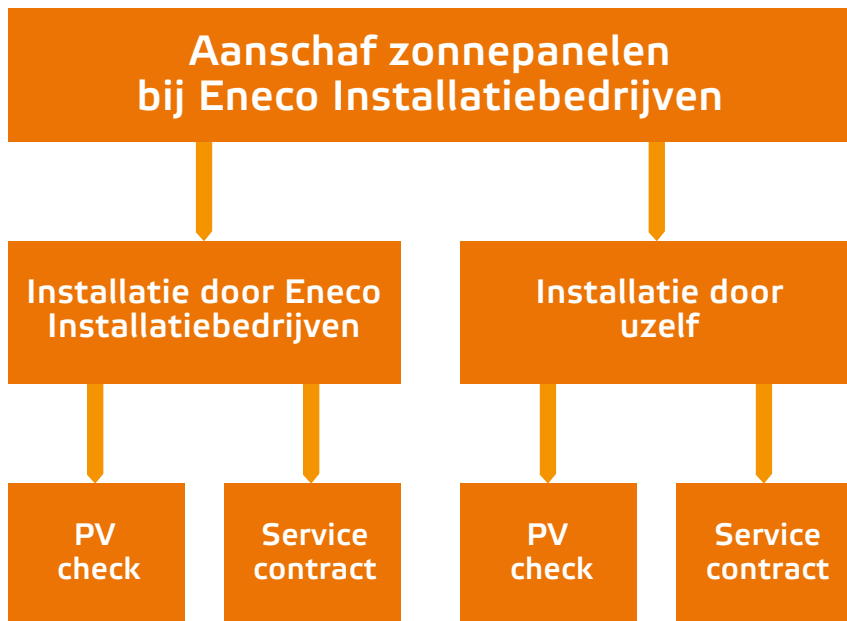 Aanschaf zonnepanelen
bij Eneco Installatiebedrijven
Installatie door Eneco
Installatiebedrijven
Installatie door
uzelf
PV
check
Service
contract
PV
check
Service
contract